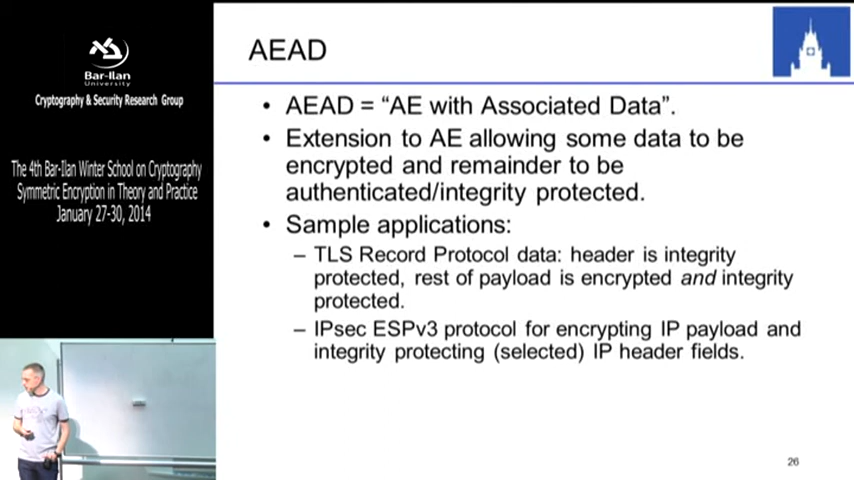 Bar-Ilan
University
Cryptography & Security Research Group
The 4th Bar-Ilan Winter School on Cryptography
Symmetric Encryption in Theory and Practice
January 27-30, 2014
AEAD
• AEAD = “AE with Associated Data”.
• Extension to AE allowing some data to be
encrypted and remainder to be
authenticated/integrity protected.
• Sample applications:
– TLS Record Protocol data: header is integrity
protected, rest of payload is encrypted and integrity
protected.
– IPsec ESPv3 protocol for encrypting IP payload and
integrity protecting (selected) IP header fields.
26